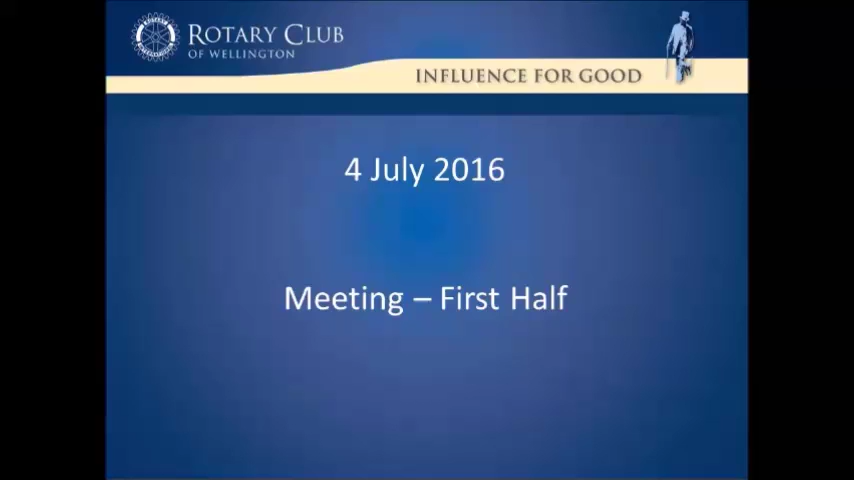 ROTARY CLUB
OF WELLINGTON
INFLUENCE FOR GOOD
4 July 2016
Meeting – First Half